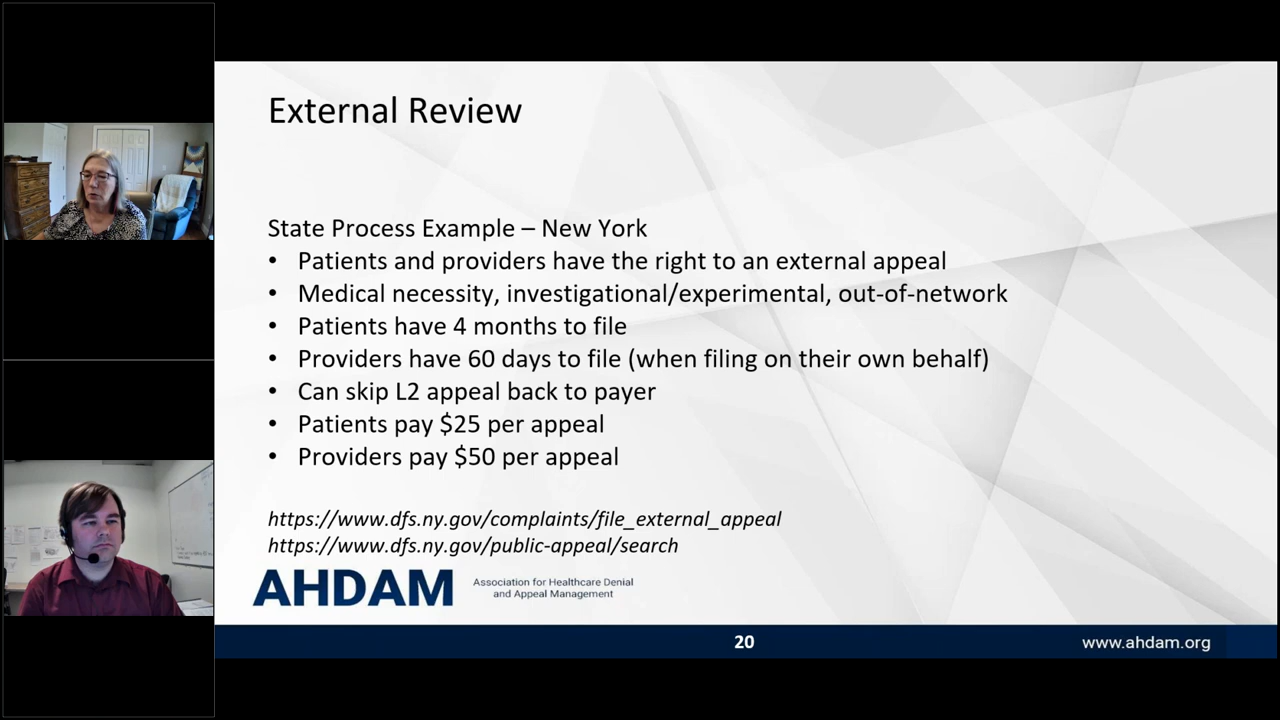 External Review
State Process Example – New York
• Patients and providers have the right to an external appeal
• Medical necessity, investigational/experimental, out-of-network
• Patients have 4 months to file
• Providers have 60 days to file (when filing on their own behalf)
• Can skip L2 appeal back to payer
• Patients pay $25 per appeal
• Providers pay $50 per appeal
https://www.dfs.ny.gov/complaints/file_external_appeal
https://www.dfs.ny.gov/public-appeal/search
AHDAM
Association for Healthcare Denial
and Appeal Management
20
www.ahdam.org